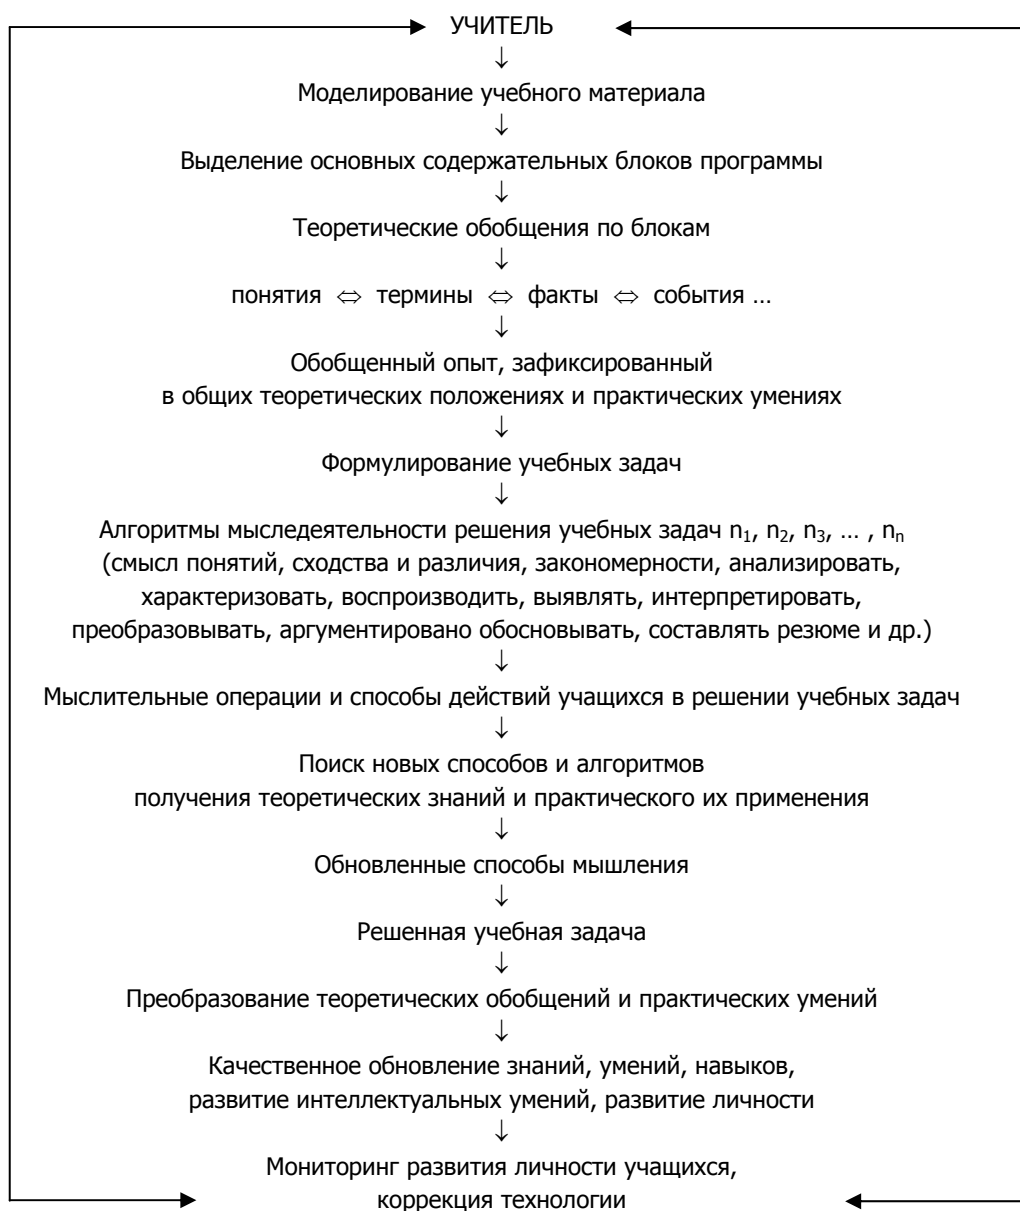 УЧИТЕЛЬ
↓
Моделирование учебного материала
↓
Выделение основных содержательных блоков программы
↓
Теоретические обобщения по блокам
↓
понятия ⇔ термины ⇔ факты ⇔ события ...
↓
Обобщенный опыт, зафиксированный
в общих теоретических положениях и практических умениях
↓
Формулирование учебных задач
↓
Алгоритмы мыследеятельности решения учебных задач n₁, n₂, n₃, ... , nₙ
(смысл понятий, сходства и различия, закономерности, анализировать,
характеризовать, воспроизводить, выявлять, интерпретировать,
преобразовывать, аргументировано обосновывать, составлять резюме и др.)
↓
Мыслительные операции и способы действий учащихся в решении учебных задач
↓
Поиск новых способов и алгоритмов
получения теоретических знаний и практического их применения
↓
Обновленные способы мышления
↓
Решенная учебная задача
↓
Преобразование теоретических обобщений и практических умений
↓
Качественное обновление знаний, умений, навыков,
развитие интеллектуальных умений, развитие личности
↓
Мониторинг развития личности учащихся,
коррекция технологии